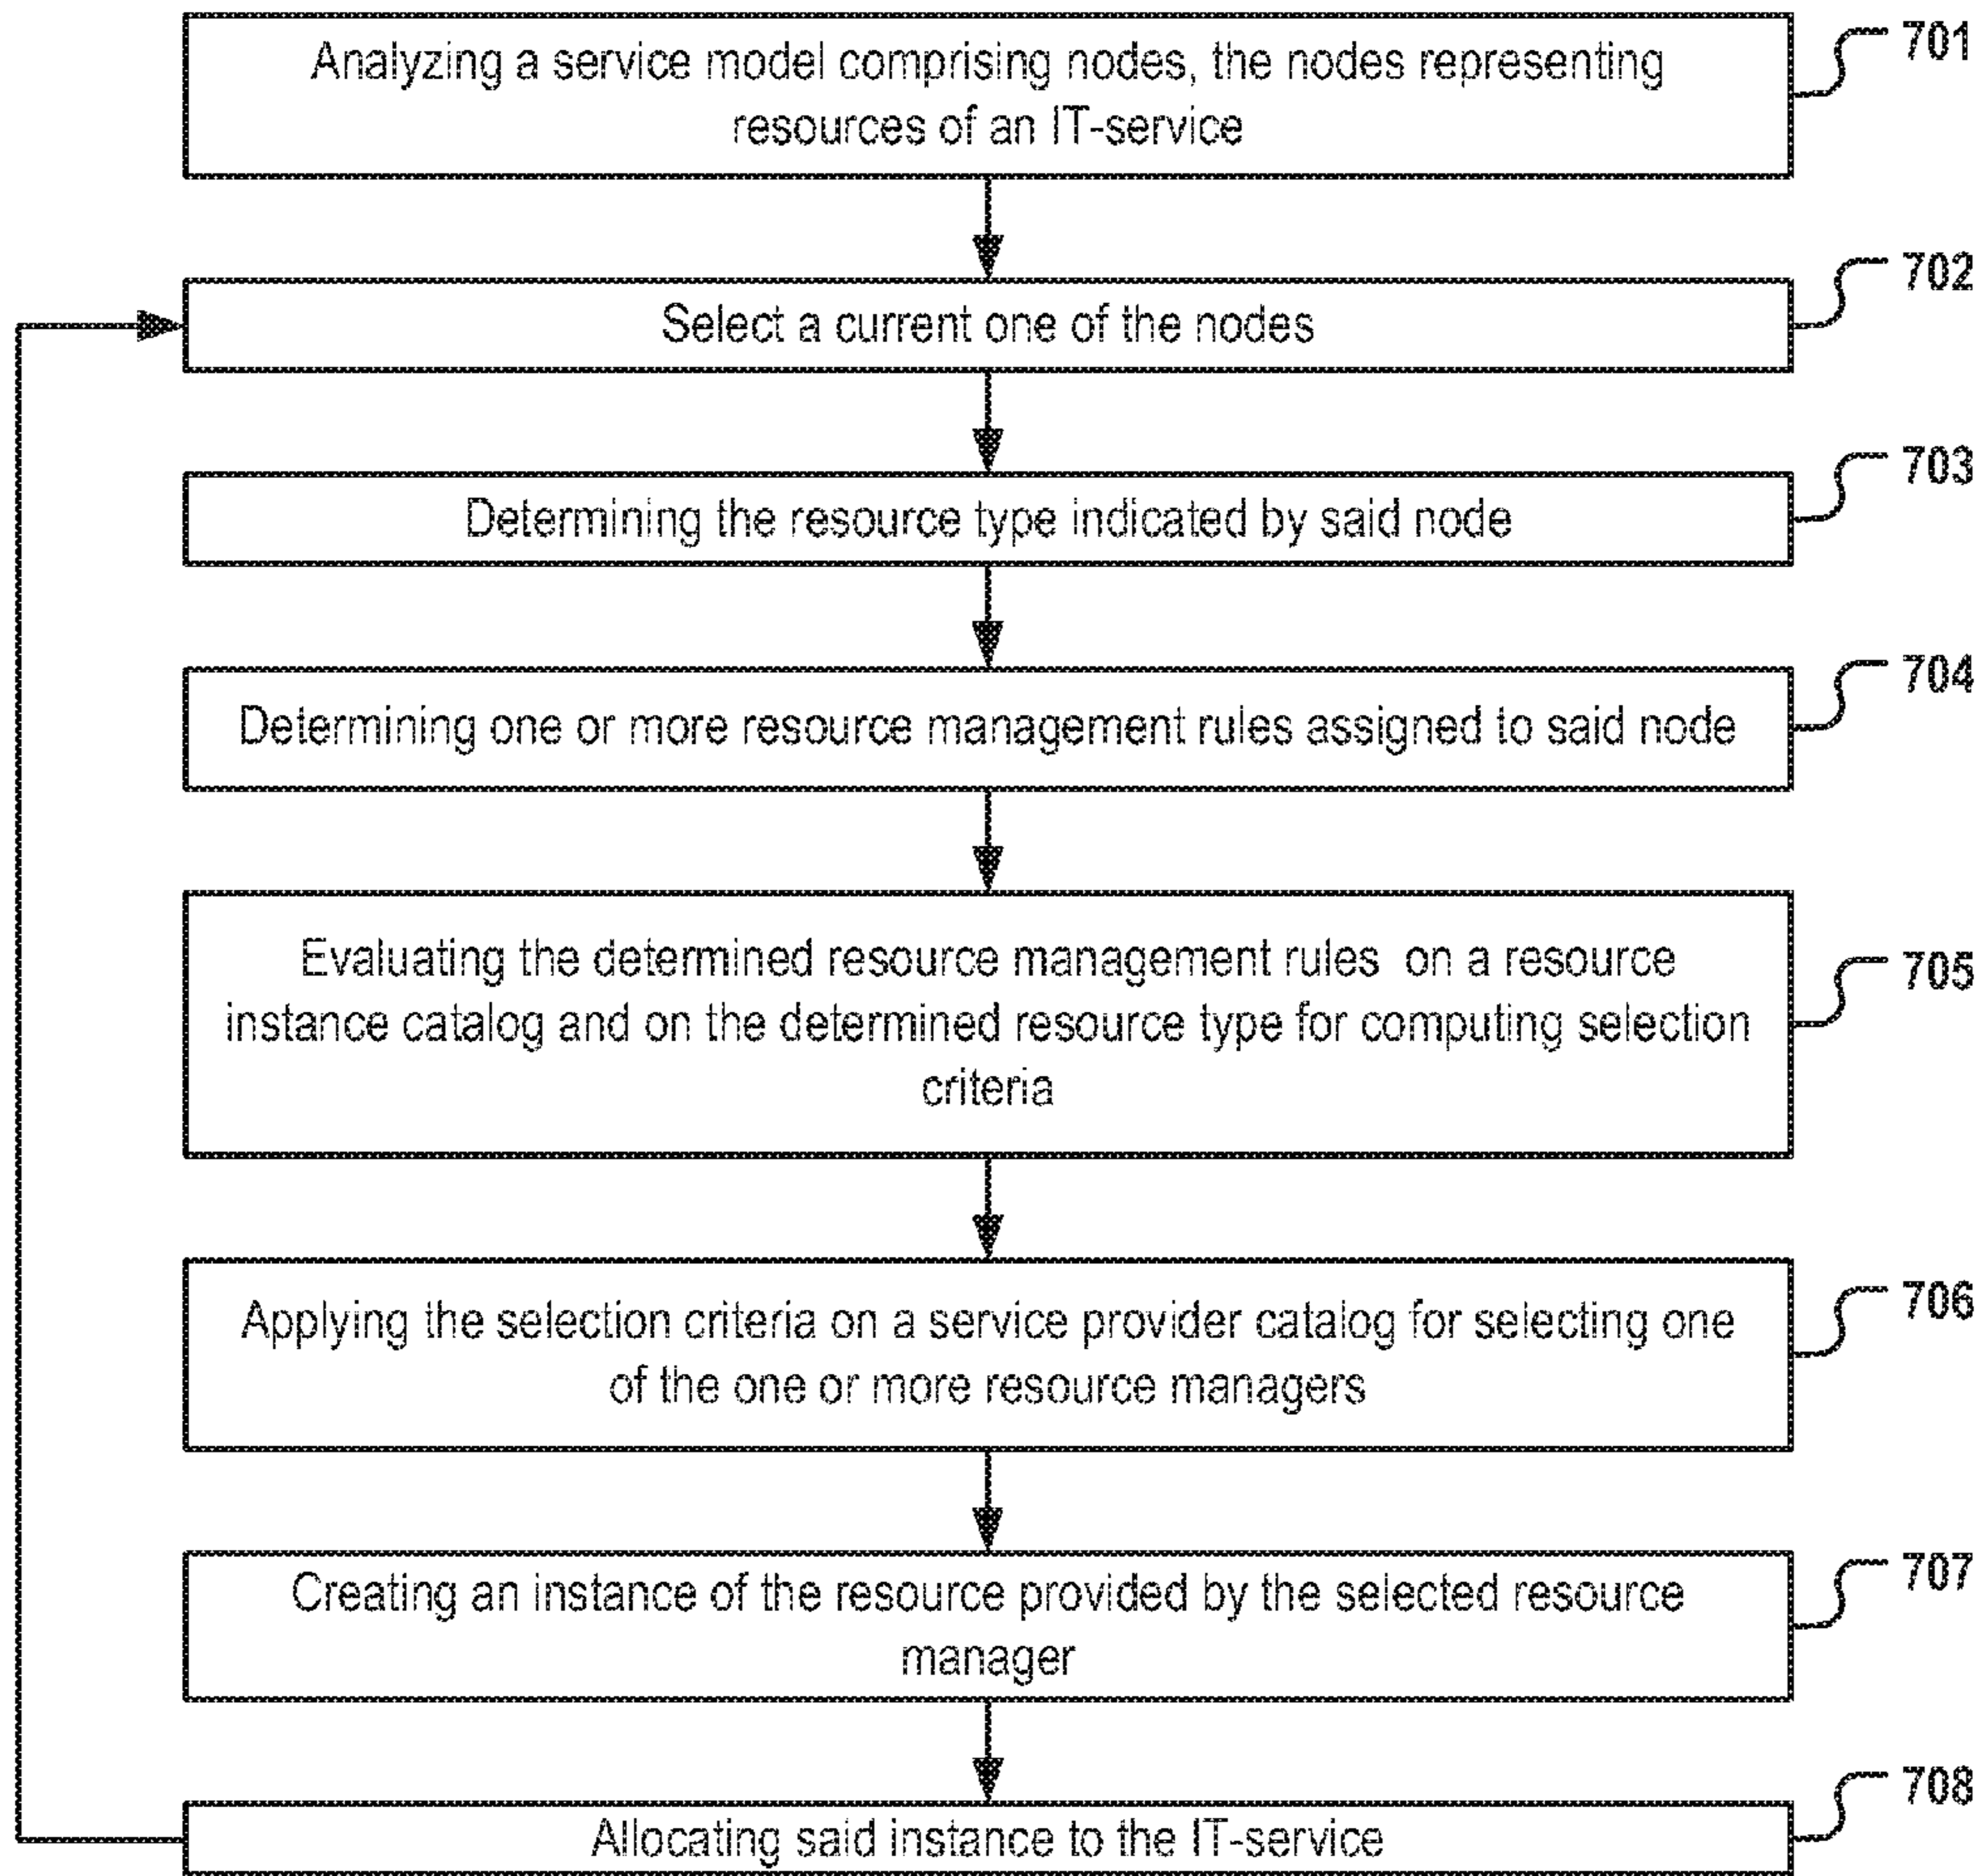 Analyzing a service model comprising nodes, the nodes representing
resources of an IT-service
701
Select a current one of the nodes
702
Determining the resource type indicated by said node
703
Determining one or more resource management rules assigned to said node
704
Evaluating the determined resource management rules on a resource
instance catalog and on the determined resource type for computing selection
criteria
705
Applying the selection criteria on a service provider catalog for selecting one
of the one or more resource managers
706
Creating an instance of the resource provided by the selected resource
manager
707
Allocating said instance to the IT-service
708